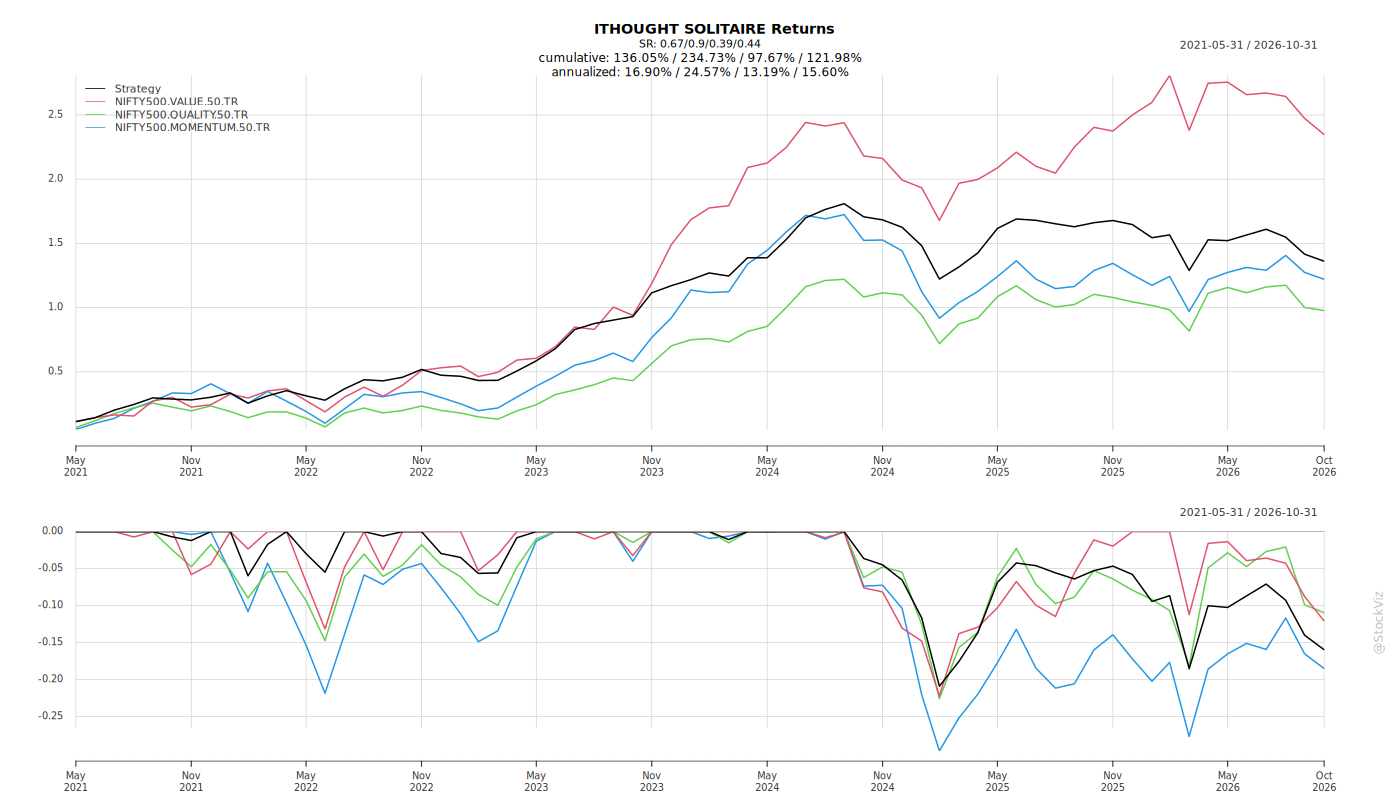 ITHOUGHT SOLITAIRE Returns
SR: 0.67/0.9/0.39/0.44
cumulative: 136.05% / 234.73% / 97.67% / 121.98%
annualized: 16.90% / 24.57% / 13.19% / 15.60%
2021-05-31 / 2026-10-31
Strategy
NIFTY500.VALUE.50.TR
NIFTY500.QUALITY.50.TR
NIFTY500.MOMENTUM.50.TR
2.5
2.0
1.5
1.0
0.5
May Nov May Nov May Nov May Nov May Nov May Oct
2021 2021 2022 2022 2023 2023 2024 2024 2025 2025 2026 2026
2021-05-31 / 2026-10-31
0.00
-0.05
-0.10
-0.15
-0.20
-0.25
May Nov May Nov May Nov May Nov May Nov May Oct
2021 2021 2022 2022 2023 2023 2024 2024 2025 2025 2026 2026
@StockViz